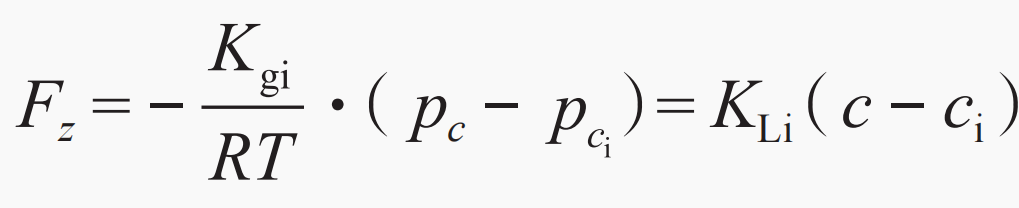 F_z = − K_gi / RT · ( p_c − p_{c_i} ) = K_Li ( c − c_i )